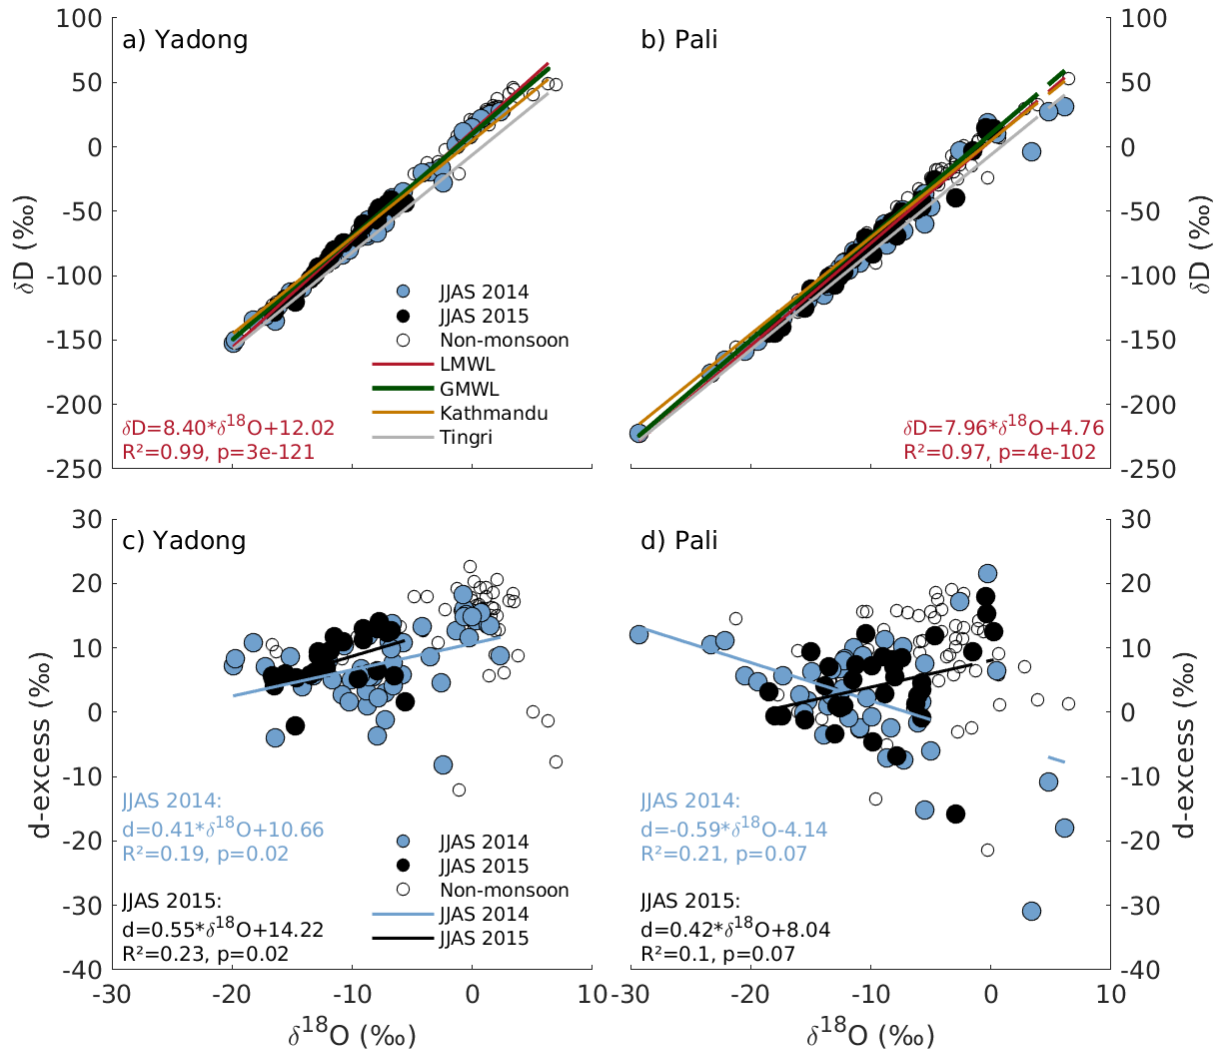 a) Yadong
b) Pali
100
50
0
-50
-100
-150
-200
-250
δD (‰)
100
50
0
-50
-100
-150
-200
-250
δD (‰)
JJAS 2014
JJAS 2015
Non-monsoon
LMWL
GMWL
Kathmandu
Tingri
δD=8.40*δ¹⁸O+12.02
R²=0.99, p=3e-121
δD=7.96*δ¹⁸O+4.76
R²=0.97, p=4e-102
c) Yadong
d) Pali
30
20
10
0
-10
-20
-30
-40
d-excess (‰)
30
20
10
0
-10
-20
-30
-40
d-excess (‰)
JJAS 2014:
d=0.41*δ¹⁸O+10.66
R²=0.19, p=0.02
JJAS 2015:
d=0.55*δ¹⁸O+14.22
R²=0.23, p=0.02
JJAS 2014
JJAS 2015
Non-monsoon
JJAS 2014
JJAS 2015
JJAS 2014:
d=-0.59*δ¹⁸O-4.14
R²=0.21, p=0.07
JJAS 2015:
d=0.42*δ¹⁸O+8.04
R²=0.1, p=0.07
-30 -20 -10 0 10
-30 -20 -10 0 10
δ¹⁸O (‰)
δ¹⁸O (‰)